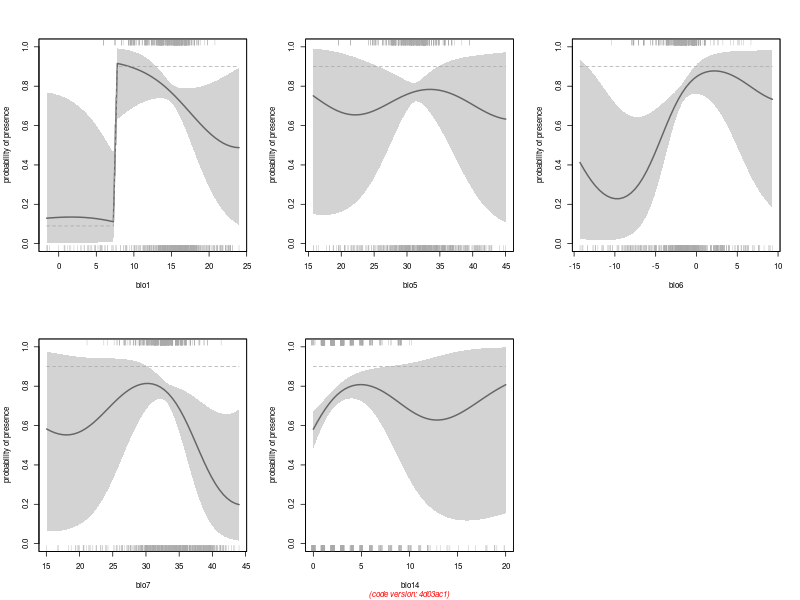 probability of presence
0.0 0.2 0.4 0.6 0.8 1.0
0 5 10 15 20 25
bio1
probability of presence
0.0 0.2 0.4 0.6 0.8 1.0
15 20 25 30 35 40 45
bio5
probability of presence
0.0 0.2 0.4 0.6 0.8 1.0
-15 -10 -5 0 5 10
bio6
probability of presence
0.0 0.2 0.4 0.6 0.8 1.0
15 20 25 30 35 40 45
bio7
probability of presence
0.0 0.2 0.4 0.6 0.8 1.0
0 5 10 15 20
bio14
(code version: 4d03ac1)